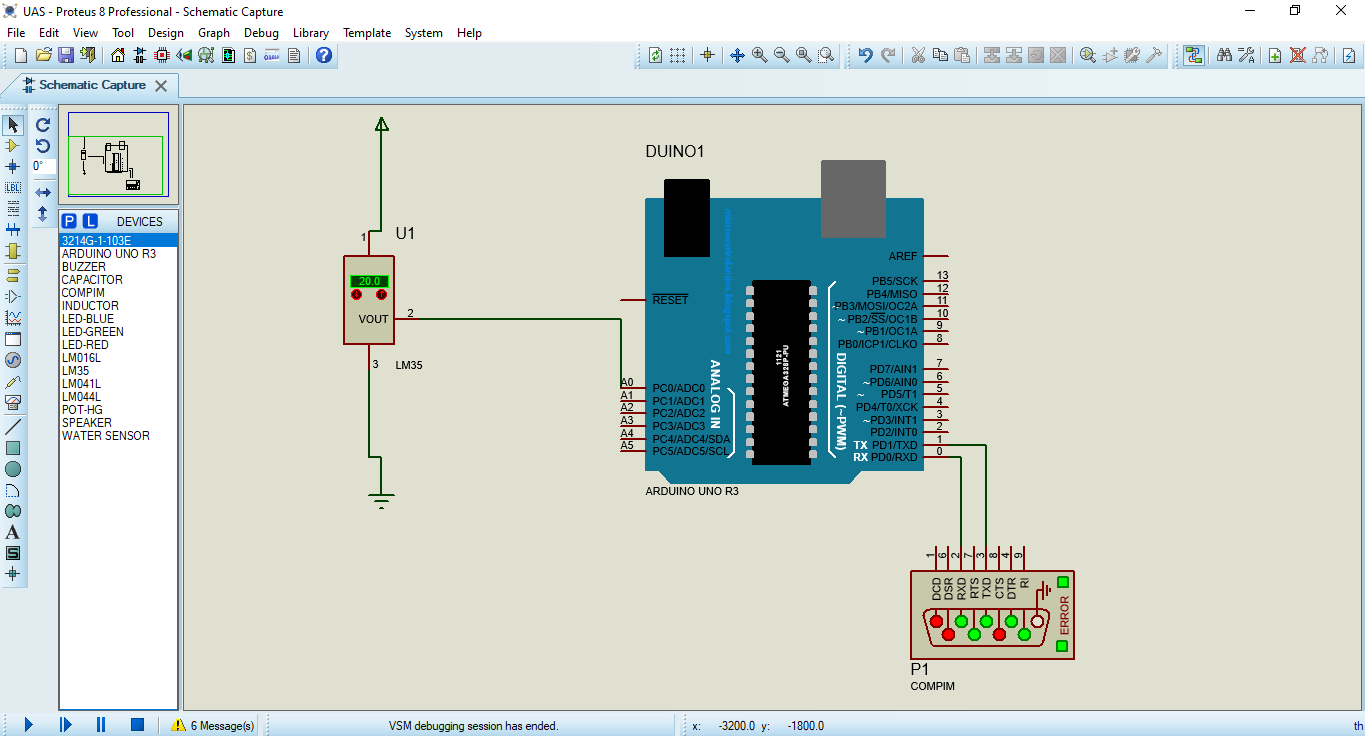 UAS - Proteus 8 Professional - Schematic Capture
File Edit View Tool Design Graph Debug Library Template System Help
Schematic Capture
0°
LBL
P L DEVICES
3214G-1-103E
ARDUINO UNO R3
BUZZER
CAPACITOR
COMPIM
INDUCTOR
LED-BLUE
LED-GREEN
LED-RED
LM016L
LM35
LM041L
LM044L
POT-HG
SPEAKER
WATER SENSOR
U1
1
20.0
VOUT
2
3
LM35
DUINO1
RESET
A0 PC0/ADC0
A1 PC1/ADC1
A2 PC2/ADC2
A3 PC3/ADC3
A4 PC4/ADC4/SDA
A5 PC5/ADC5/SCL
ANALOG IN
1121
ATMEGA328P-PU
DIGITAL (~PWM)
AREF
PB5/SCK 13
PB4/MISO 12
PB3/MOSI/OC2A 11
~ PB2/SS/OC1B 10
~ PB1/OC1A 9
PB0/ICP1/CLKO 8
PD7/AIN1 7
~ PD6/AIN0 6
~ PD5/T1 5
PD4/T0/XCK 4
~ PD3/INT1 3
PD2/INT0 2
TX PD1/TXD 1
RX PD0/RXD 0
ARDUINO UNO R3
1 6 2 7 3 8 4 9
DCD DSR RXD RTS TXD CTS DTR RI
ERROR
P1
COMPIM
6 Message(s)
VSM debugging session has ended.
x: -3200.0 y: -1800.0
th